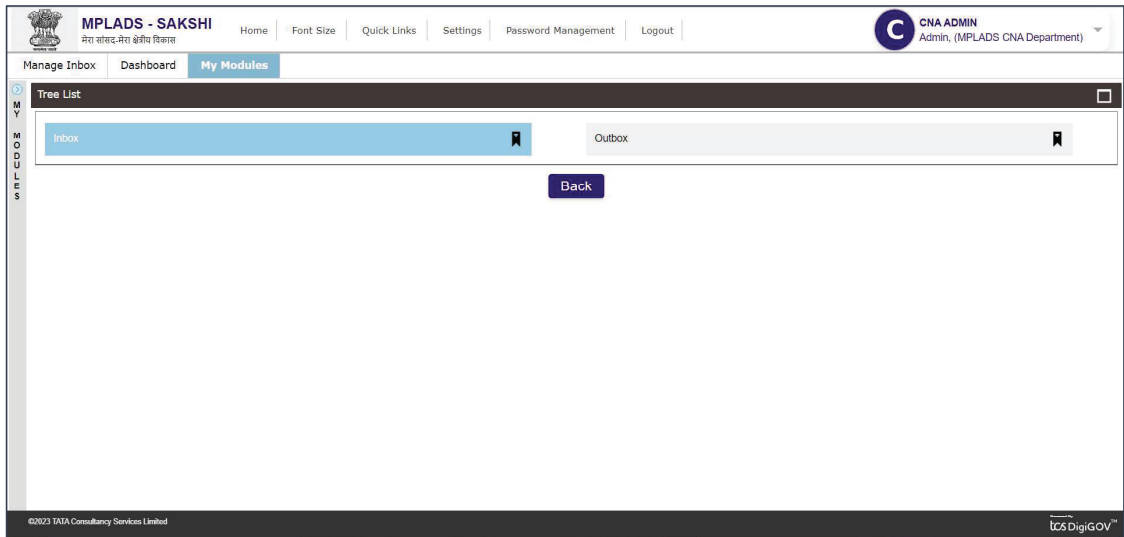 MPLADS - SAKSHI
मेरा सांसद-मेरा क्षेत्रीय विकास
Home Font Size Quick Links Settings Password Management Logout
C
CNA ADMIN
Admin, (MPLADS CNA Department)
Manage Inbox Dashboard My Modules
MY MODULES
Tree List
Inbox Outbox
Back
©2023 TATA Consultancy Services Limited
tcs DigiGOV™